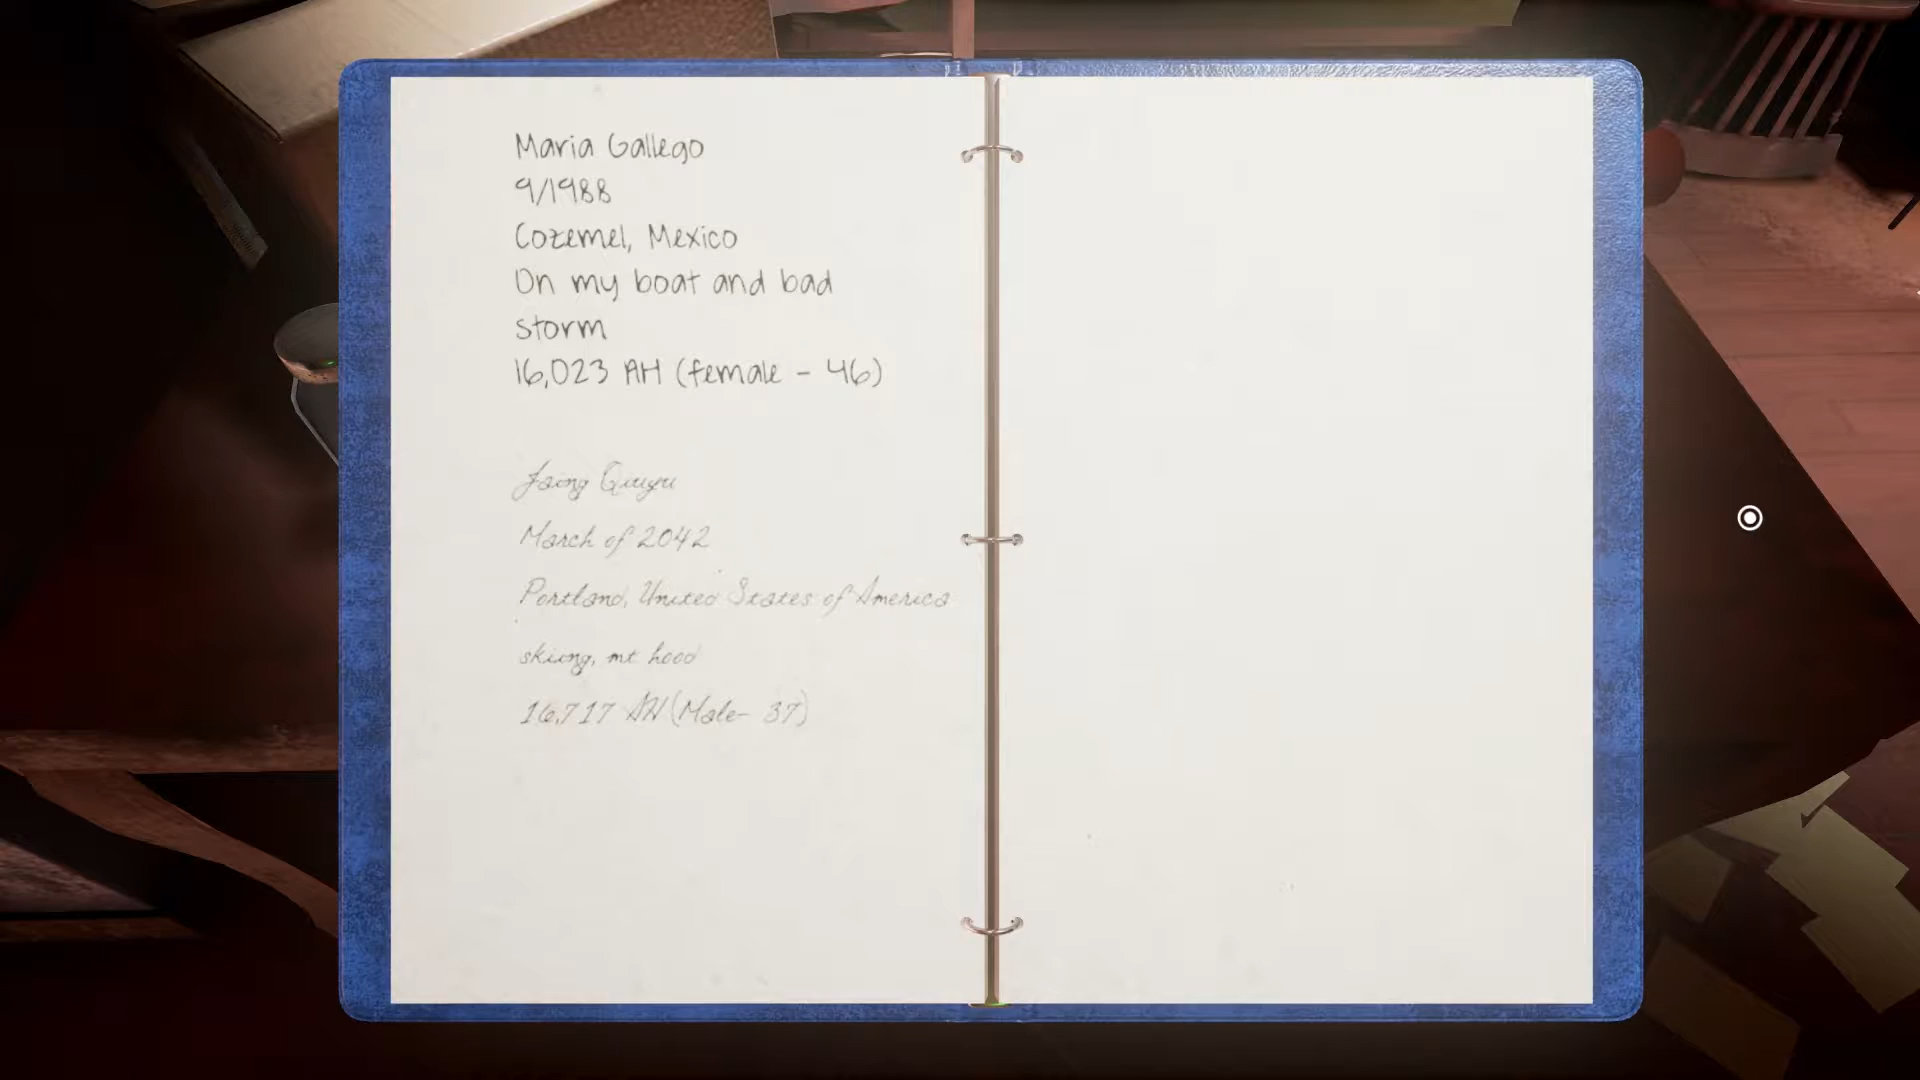 Maria Gallego
9/1988
Cozemel, Mexico
On my boat and bad
storm
16,023 AH (female - 46)
Jaing
March of 2042
Portland, United States of America
skiing, mt hood
16,717 AH (Male- 37)